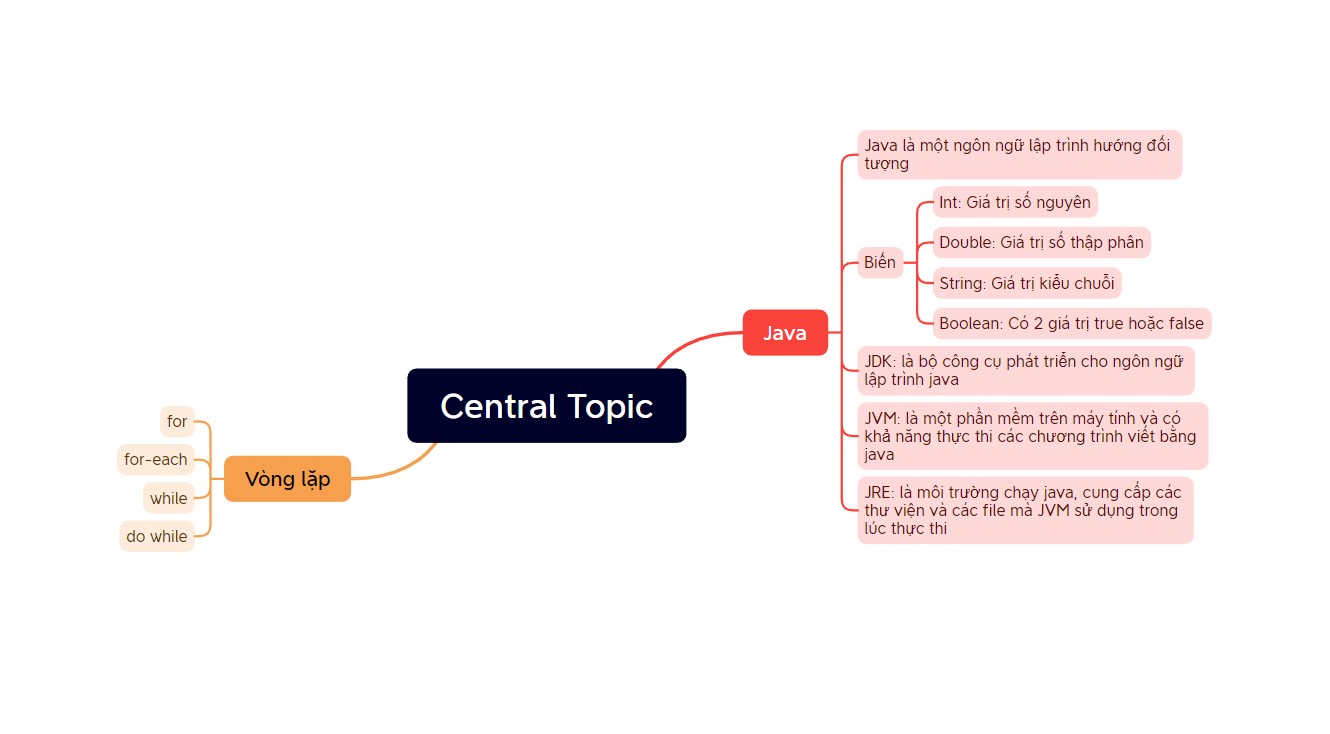 Central Topic
Java
Java là một ngôn ngữ lập trình hướng đối
tượng
Biến
Int: Giá trị số nguyên
Double: Giá trị số thập phân
String: Giá trị kiểu chuỗi
Boolean: Có 2 giá trị true hoặc false
JDK: là bộ công cụ phát triển cho ngôn ngữ
lập trình java
JVM: là một phần mềm trên máy tính và có
khả năng thực thi các chương trình viết bằng
java
JRE: là môi trường chạy java, cung cấp các
thư viện và các file mà JVM sử dụng trong
lúc thực thi
Vòng lặp
for
for-each
while
do while